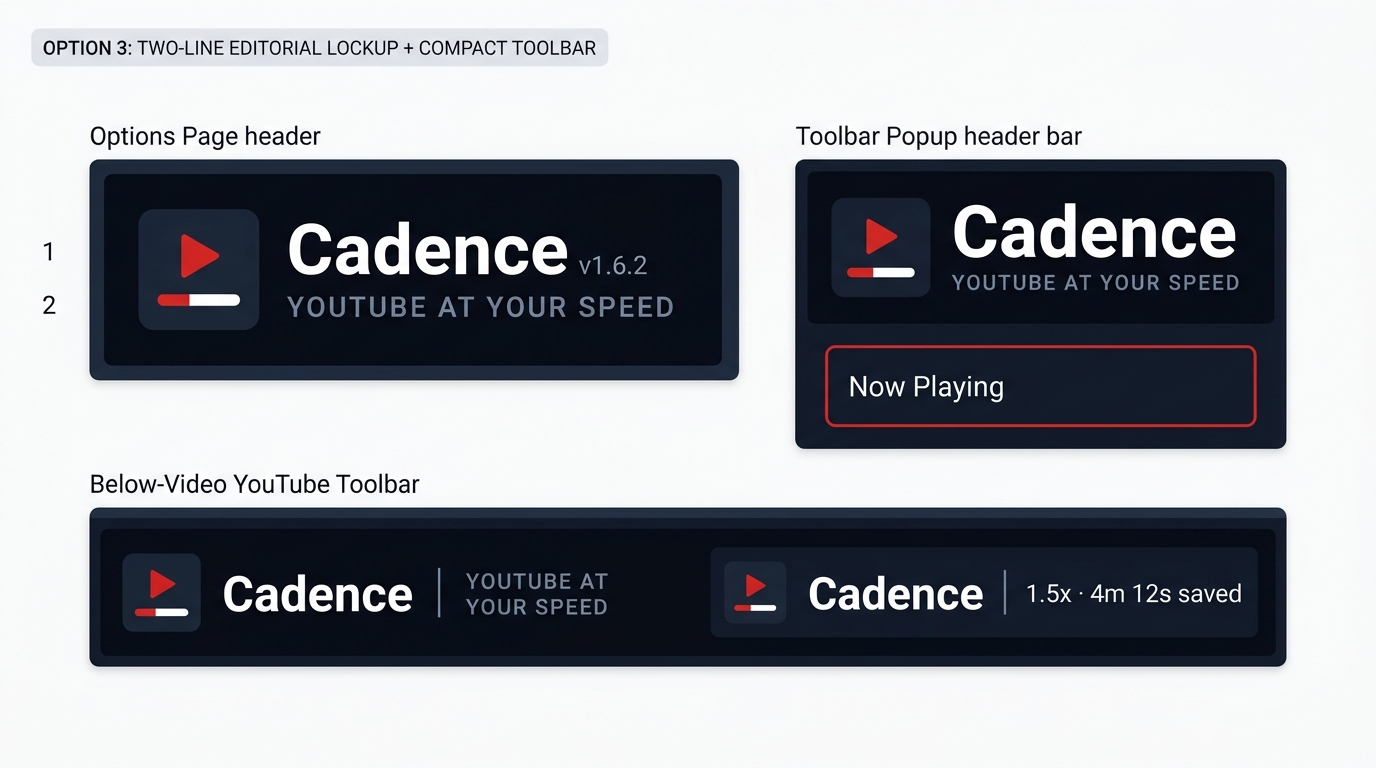 OPTION 3: TWO-LINE EDITORIAL LOCKUP + COMPACT TOOLBAR
Options Page header
1
2
Cadence v1.6.2
YOUTUBE AT YOUR SPEED
Toolbar Popup header bar
Cadence
YOUTUBE AT YOUR SPEED
Now Playing
Below-Video YouTube Toolbar
Cadence
YOUTUBE AT
YOUR SPEED
Cadence
1.5x · 4m 12s saved